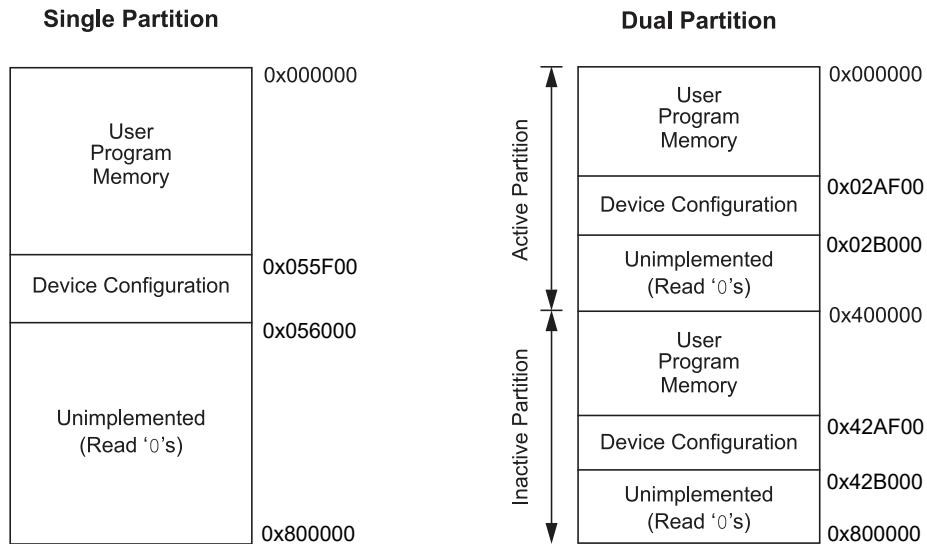 Single Partition
0x000000
User
Program
Memory
0x055F00
Device Configuration
0x056000
Unimplemented
(Read ‘0’s)
0x800000
Dual Partition
Active Partition
0x000000
User
Program
Memory
0x02AF00
Device Configuration
0x02B000
Unimplemented
(Read ‘0’s)
0x400000
Inactive Partition
User
Program
Memory
0x42AF00
Device Configuration
0x42B000
Unimplemented
(Read ‘0’s)
0x800000